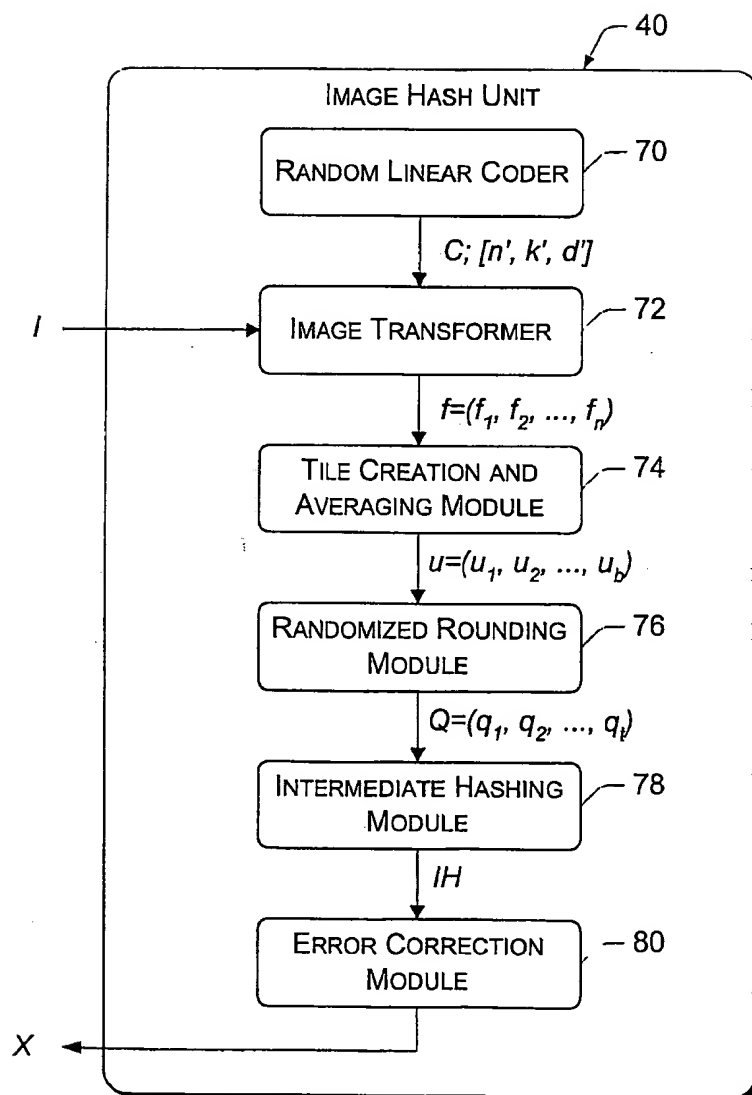 40
IMAGE HASH UNIT
RANDOM LINEAR CODER
70
C; [n', k', d']
I
IMAGE TRANSFORMER
72
f=(f₁, f₂, ..., fₙ)
TILE CREATION AND
AVERAGING MODULE
74
u=(u₁, u₂, ..., u_b)
RANDOMIZED ROUNDING
MODULE
76
Q=(q₁, q₂, ..., qₜ)
INTERMEDIATE HASHING
MODULE
78
IH
ERROR CORRECTION
MODULE
80
X